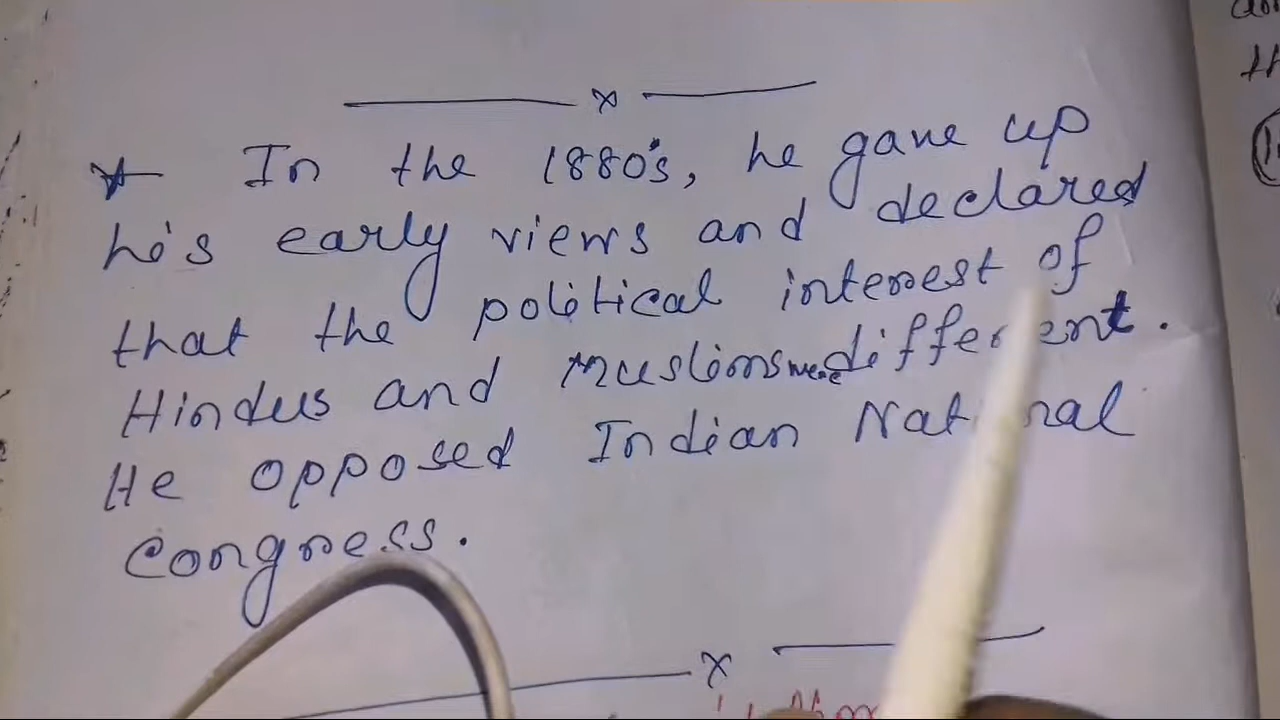 In the 1880's, he gave up
he's early views and declared
that the political interest of
Hindus and Muslims were different.
He opposed Indian National
Congress.